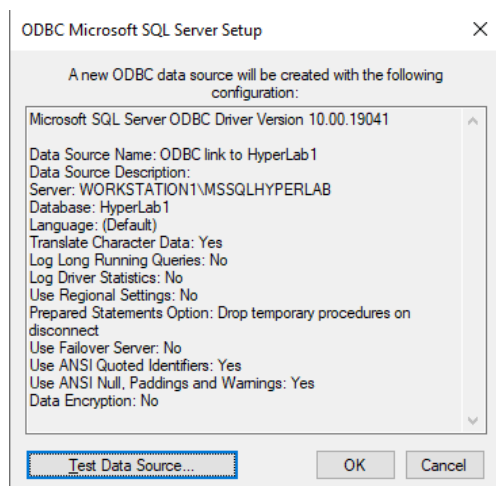 ODBC Microsoft SQL Server Setup
A new ODBC data source will be created with the following
configuration:
Microsoft SQL Server ODBC Driver Version 10.00.19041
Data Source Name: ODBC link to HyperLab1
Data Source Description:
Server: WORKSTATION1\MSSQLHYPERLAB
Database: HyperLab1
Language: (Default)
Translate Character Data: Yes
Log Long Running Queries: No
Log Driver Statistics: No
Use Regional Settings: No
Prepared Statements Option: Drop temporary procedures on
disconnect
Use Failover Server: No
Use ANSI Quoted Identifiers: Yes
Use ANSI Null, Paddings and Warnings: Yes
Data Encryption: No
Test Data Source... OK Cancel